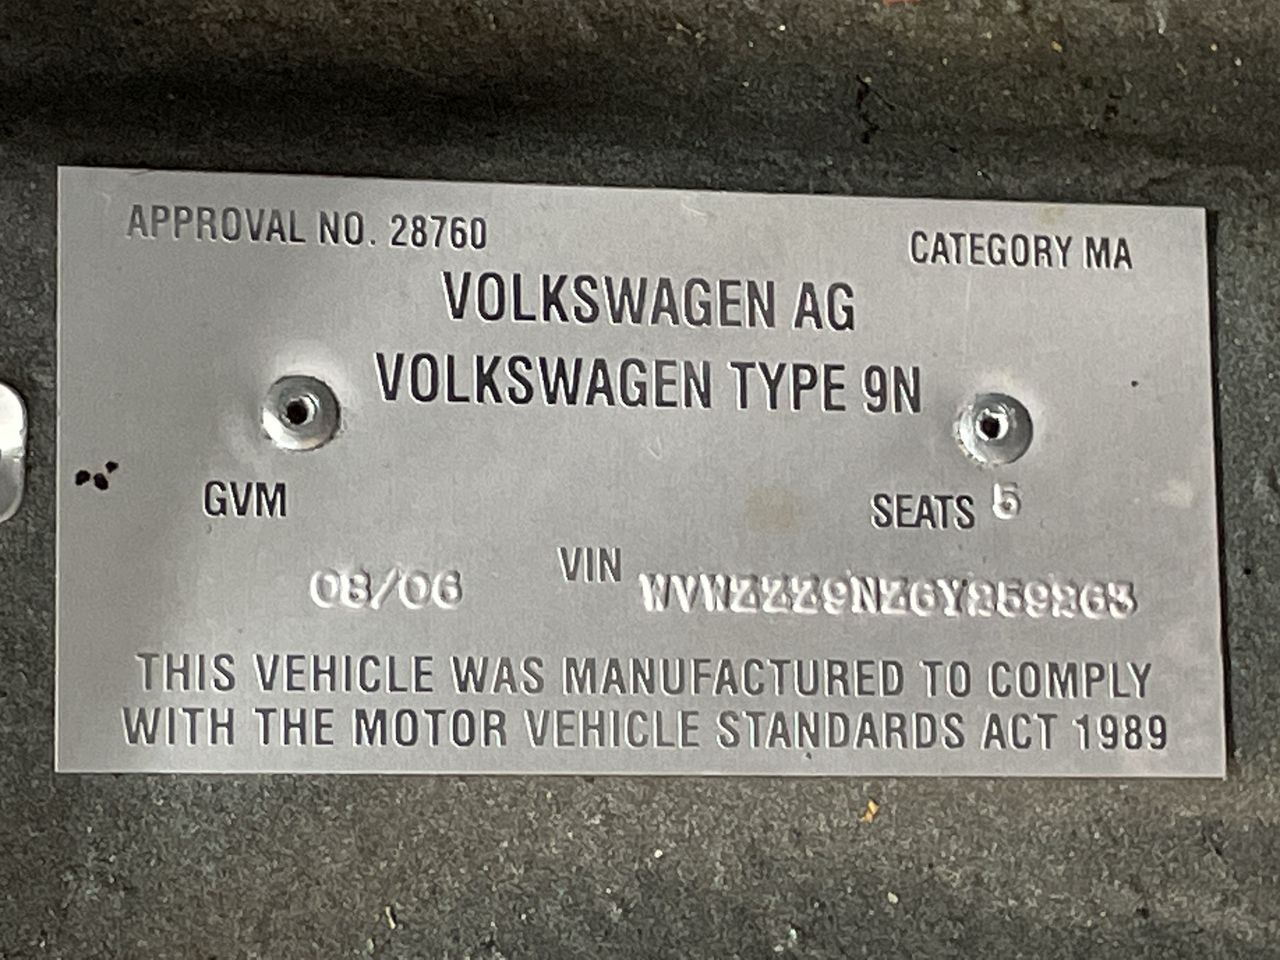 APPROVAL NO. 28760
CATEGORY MA
VOLKSWAGEN AG
VOLKSWAGEN TYPE 9N
GVM
SEATS 5
08/06
VIN WVWZZZ9NZ6Y259263
THIS VEHICLE WAS MANUFACTURED TO COMPLY
WITH THE MOTOR VEHICLE STANDARDS ACT 1989